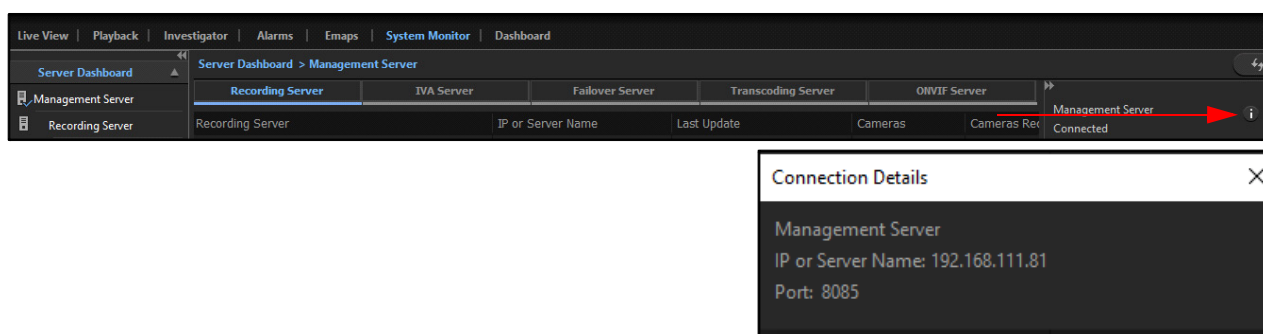 Live View | Playback | Investigator | Alarms | Emaps | System Monitor | Dashboard
Server Dashboard
Server Dashboard > Management Server
Management Server
Recording Server
Recording Server IVA Server Failover Server Transcoding Server ONVIF Server
Recording Server IP or Server Name Last Update Cameras Cameras Rec
Management Server
Connected
Connection Details
Management Server
IP or Server Name: 192.168.111.81
Port: 8085